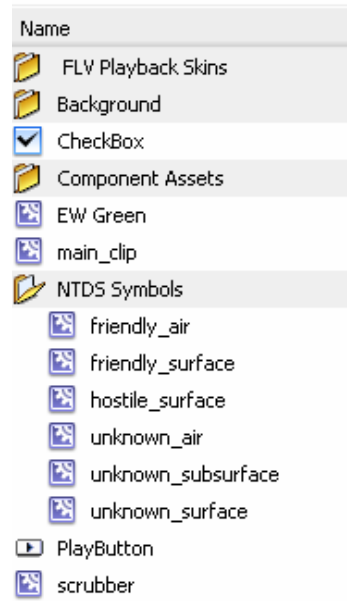 Name
FLV Playback Skins
Background
CheckBox
Component Assets
EW Green
main_clip
NTDS Symbols
friendly_air
friendly_surface
hostile_surface
unknown_air
unknown_subsurface
unknown_surface
PlayButton
scrubber